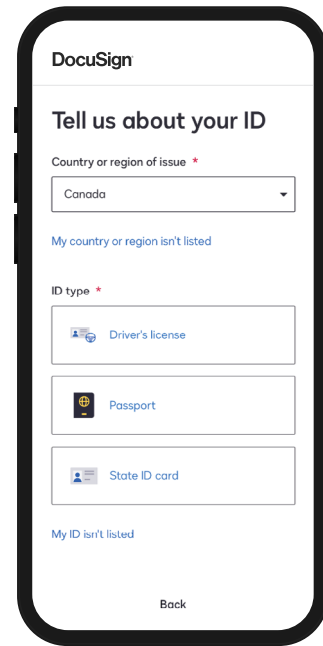 DocuSign
Tell us about your ID
Country or region of issue *
Canada
My country or region isn't listed
ID type *
Driver's license
Passport
State ID card
My ID isn't listed
Back